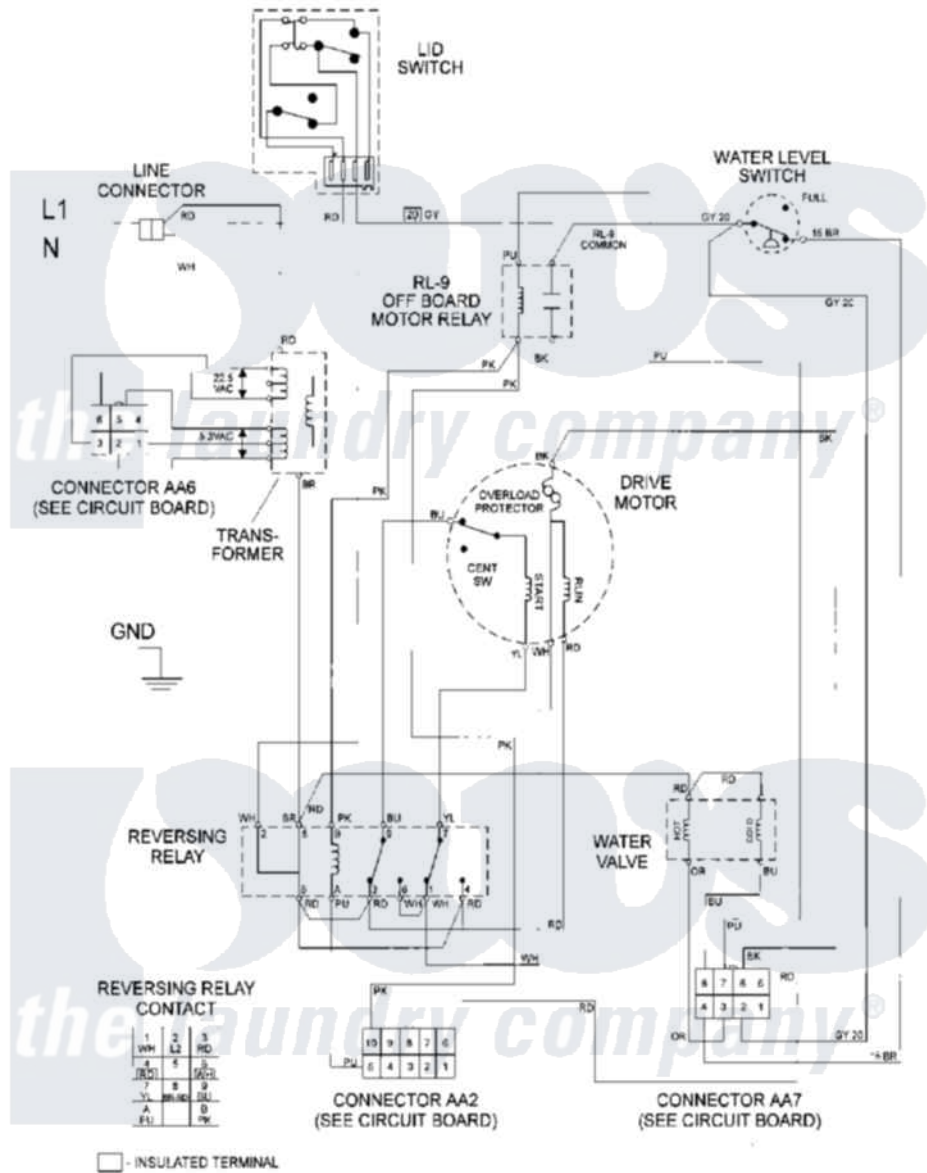 LID
SWITCH
LINE
CONNECTOR
WATER LEVEL
SWITCH
FULL
L1
RD
N
WH
RD
20 GY
GY 20
15 BR
RL-9
COMMON
PU
RL-9
OFF BOARD
MOTOR RELAY
GY 20
RD
PK
BK
PU
PK
22.5
VAC
6 5 4
3 2 1
5.3VAC
the laundry company®
BK
BK
CONNECTOR AA6
(SEE CIRCUIT BOARD)
BR
PK
OVERLOAD
PROTECTOR
DRIVE
MOTOR
TRANS-
FORMER
BU
CENT
SW
START
RUN
GND
YL WH RD
PK
RD
RD
RD
WH BR PK BU YL
2 8 B 9 7
REVERSING
RELAY
HOT
COLD
WATER
VALVE
OR
BU
5 A 3 6 1 4
RD PU RD WH WH RD
BU
PU
RD
BK
WH
8 7 6 5
RD
4 3 2 1
REVERSING RELAY
CONTACT
PK
RD
OR
GY 20
1 2 3
WH L2 RD
4 5 6
RD WH
7 8 9
YL BR-RD BU
A B
PU PK
10 9 8 7 6
5 4 3 2 1
PU
the laundry company®
CONNECTOR AA2
(SEE CIRCUIT BOARD)
CONNECTOR AA7
(SEE CIRCUIT BOARD)
- INSULATED TERMINAL